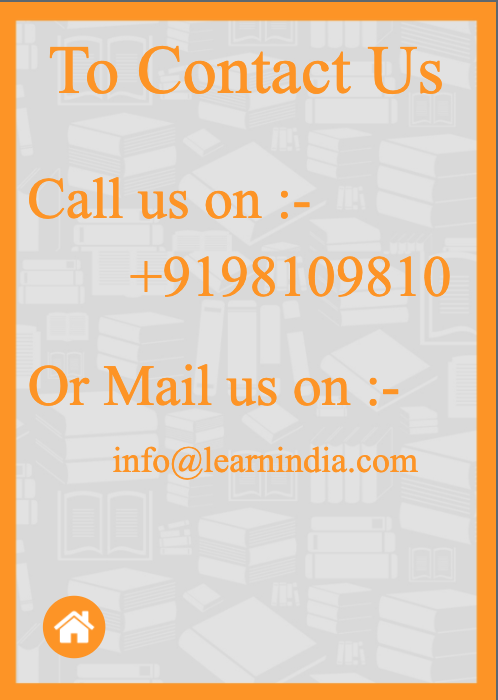 To Contact Us
Call us on :-
+9198109810
Or Mail us on :-
info@learnindia.com